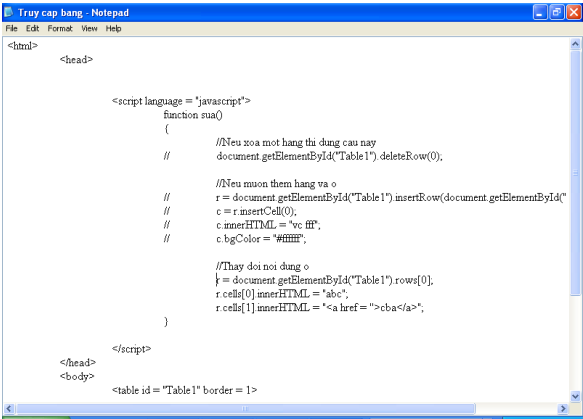 Truy cap bang - Notepad
File Edit Format View Help
<html>
<head>
<script language = "javascript">
function sua()
{
//Neu xoa mot hang thi dung cau nay
// document.getElementById("Table1").deleteRow(0);
//Neu muon them hang va o
// r = document.getElementById("Table1").insertRow(document.getElementById("
// c = r.insertCell(0);
// c.innerHTML = "vc fff";
// c.bgColor = "#ffffff";
//Thay doi noi dung o
r = document.getElementById("Table1").rows[0];
r.cells[0].innerHTML = "abc";
r.cells[1].innerHTML = "<a href = ''>cba</a>";
}
</script>
</head>
<body>
<table id = "Table1" border = 1>